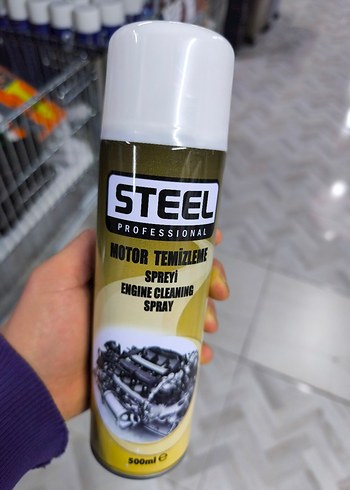 STEEL
PROFESSIONAL
MOTOR TEMİZLEME
SPREYİ
ENGINE CLEANING
SPRAY
500ml ℮